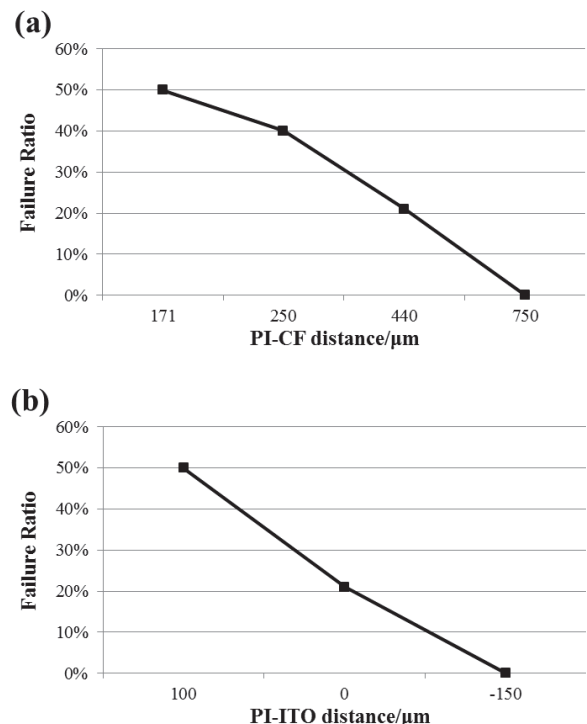 (a)
60%
50%
40%
30%
20%
10%
0%
Failure Ratio
171 250 440 750
PI-CF distance/µm
(b)
60%
50%
40%
30%
20%
10%
0%
Failure Ratio
100 0 -150
PI-ITO distance/µm